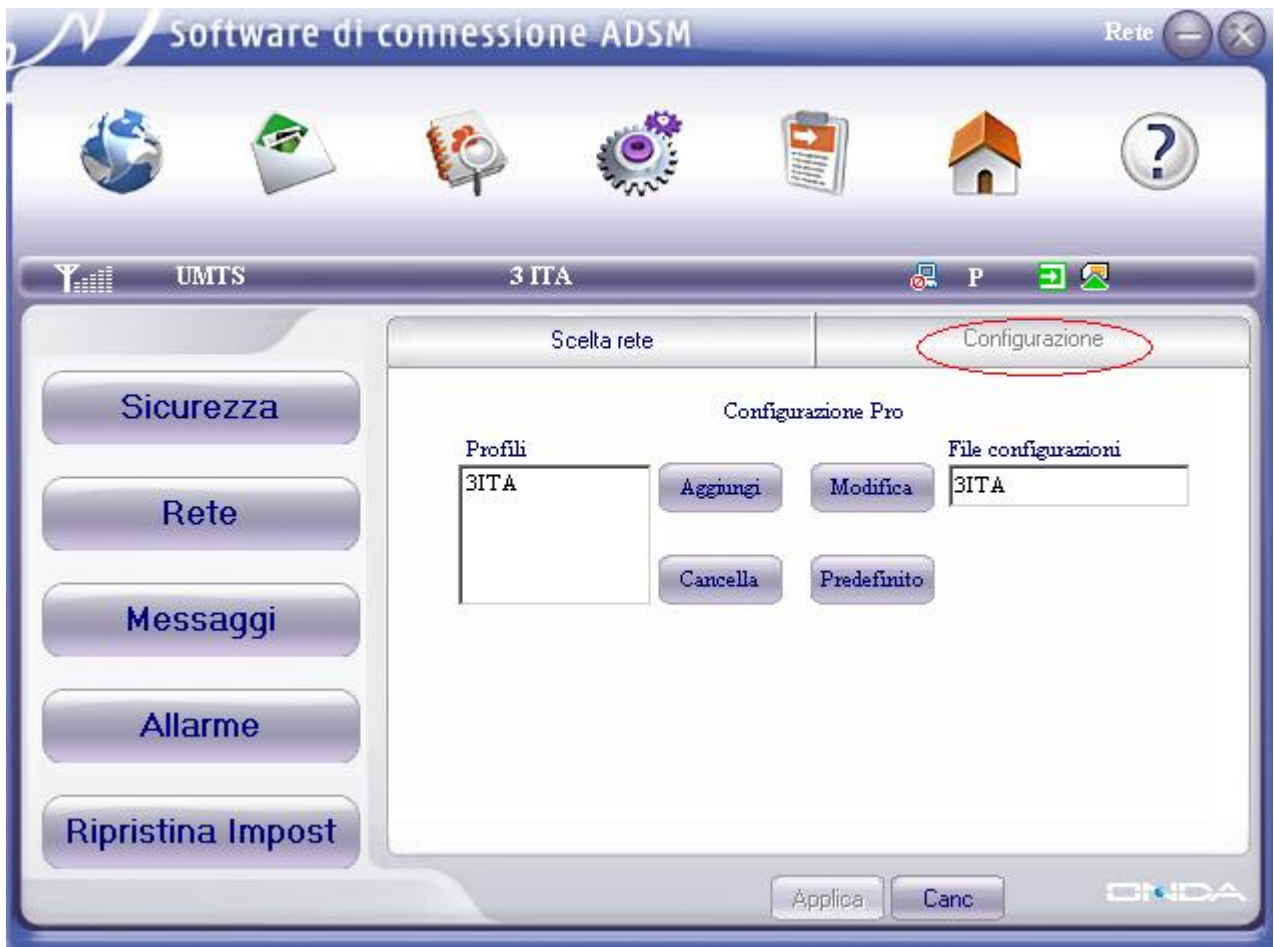 Software di connessione ADSM
Rete
UMTS
3 ITA
P
Scelta rete
Configurazione
Sicurezza
Rete
Messaggi
Allarme
Ripristina Impost
Configurazione Pro
Profili
File configurazioni
3ITA
Aggiungi
Modifica
3ITA
Cancella
Predefinito
Applica
Canc
ONDA